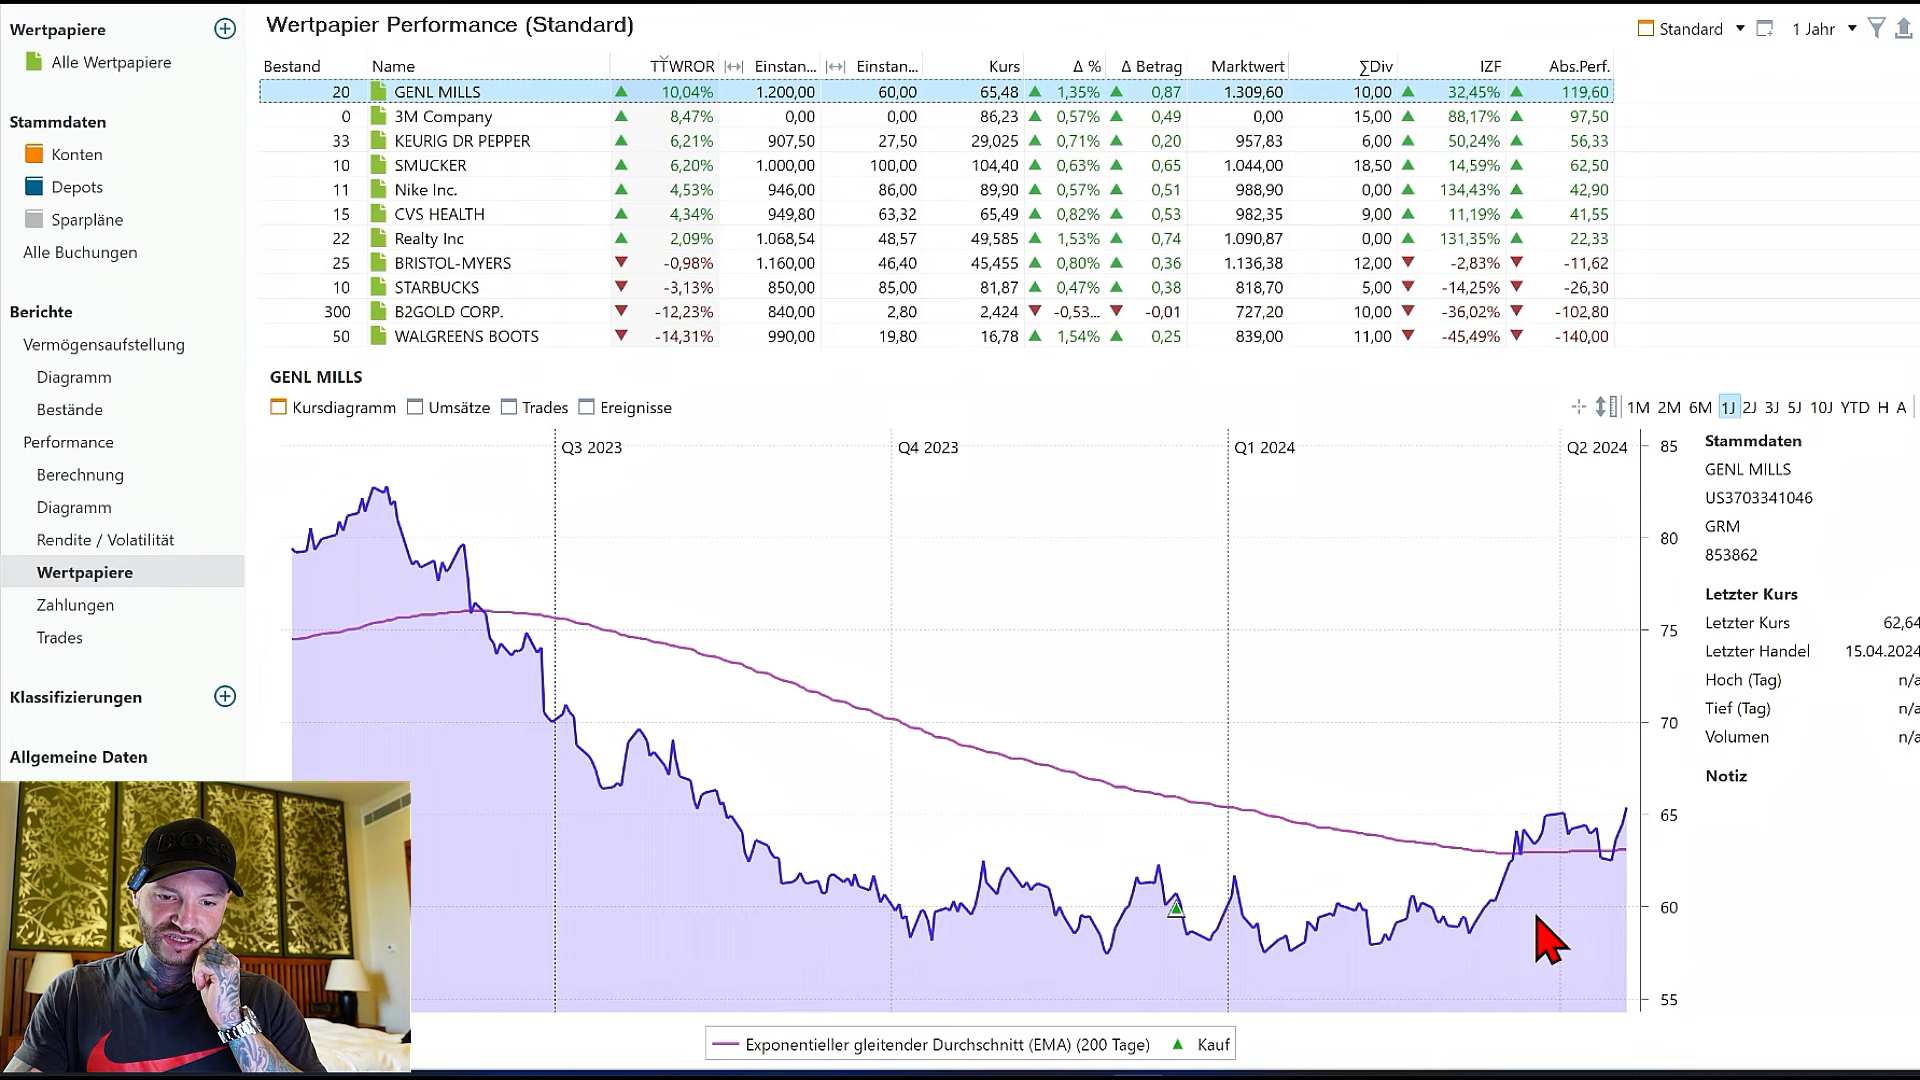 Wertpapiere
Alle Wertpapiere
Stammdaten
Konten
Depots
Sparpläne
Alle Buchungen
Berichte
Vermögensaufstellung
Diagramm
Bestände
Performance
Berechnung
Diagramm
Rendite / Volatilität
Wertpapiere
Zahlungen
Trades
Klassifizierungen
Allgemeine Daten
Wertpapier Performance (Standard)
Standard 1 Jahr
Bestand Name TTWROR Einstan... Einstan... Kurs Δ % Δ Betrag Marktwert ∑Div IZF Abs.Perf.
20 GENL MILLS 10,04% 1.200,00 60,00 65,48 1,35% 0,87 1.309,60 10,00 32,45% 119,60
0 3M Company 8,47% 0,00 0,00 86,23 0,57% 0,49 0,00 15,00 88,17% 97,50
33 KEURIG DR PEPPER 6,21% 907,50 27,50 29,025 0,71% 0,20 957,83 6,00 50,24% 56,33
10 SMUCKER 6,20% 1.000,00 100,00 104,40 0,63% 0,65 1.044,00 18,50 14,59% 62,50
11 Nike Inc. 4,53% 946,00 86,00 89,90 0,57% 0,51 988,90 0,00 134,43% 42,90
15 CVS HEALTH 4,34% 949,80 63,32 65,49 0,82% 0,53 982,35 9,00 11,19% 41,55
22 Realty Inc 2,09% 1.068,54 48,57 49,585 1,53% 0,74 1.090,87 0,00 131,35% 22,33
25 BRISTOL-MYERS -0,98% 1.160,00 46,40 45,455 0,80% 0,36 1.136,38 12,00 -2,83% -11,62
10 STARBUCKS -3,13% 850,00 85,00 81,87 0,47% 0,38 818,70 5,00 -14,25% -26,30
300 B2GOLD CORP. -12,23% 840,00 2,80 2,424 -0,53... -0,01 727,20 10,00 -36,02% -102,80
50 WALGREENS BOOTS -14,31% 990,00 19,80 16,78 1,54% 0,25 839,00 11,00 -45,49% -140,00
GENL MILLS
Kursdiagramm Umsätze Trades Ereignisse
1M 2M 6M 1J 2J 3J 5J 10J YTD H A
Q3 2023 Q4 2023 Q1 2024 Q2 2024
85
80
75
70
65
60
55
Exponentieller gleitender Durchschnitt (EMA) (200 Tage) Kauf
Stammdaten
GENL MILLS
US3703341046
GRM
853862
Letzter Kurs
Letzter Kurs 62,64
Letzter Handel 15.04.2024
Hoch (Tag) n/a
Tief (Tag) n/a
Volumen n/a
Notiz
BOSS